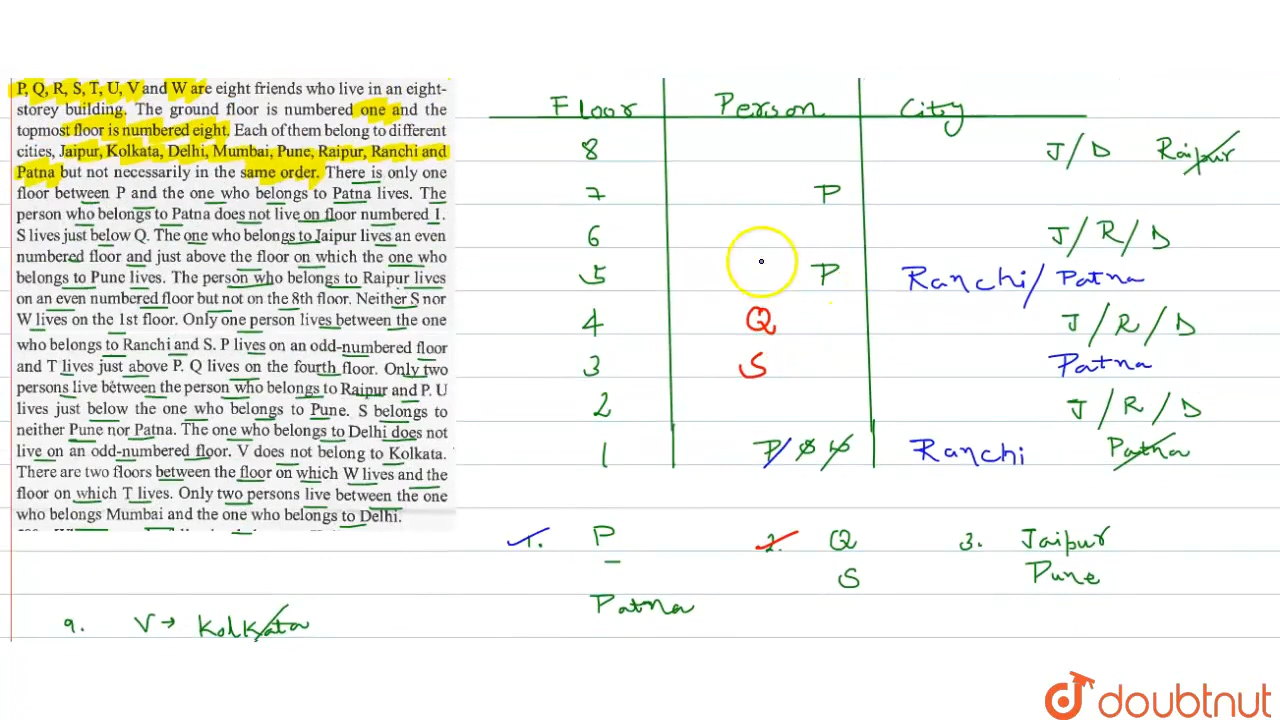 P, Q, R, S, T, U, V and W are eight friends who live in an eight-
storey building. The ground floor is numbered one and the
topmost floor is numbered eight. Each of them belong to different
cities, Jaipur, Kolkata, Delhi, Mumbai, Pune, Raipur, Ranchi and
Patna but not necessarily in the same order. There is only one
floor between P and the one who belongs to Patna lives. The
person who belongs to Patna does not live on floor numbered 1.
S lives just below Q. The one who belongs to Jaipur lives an even
numbered floor and just above the floor on which the one who
belongs to Pune lives. The person who belongs to Raipur lives
on an even numbered floor but not on the 8th floor. Neither S nor
W lives on the 1st floor. Only one person lives between the one
who belongs to Ranchi and S. P lives on an odd-numbered floor
and T lives just above P. Q lives on the fourth floor. Only two
persons live between the person who belongs to Raipur and P. U
lives just below the one who belongs to Pune. S belongs to
neither Pune nor Patna. The one who belongs to Delhi does not
live on an odd-numbered floor. V does not belong to Kolkata.
There are two floors between the floor on which W lives and the
floor on which T lives. Only two persons live between the one
who belongs Mumbai and the one who belongs to Delhi.
Floor Person City
8 J/D Raipur
7 P
6 J/R/D
5 P Ranchi/Patna
4 Q J/R/D
3 S Patna
2 J/R/D
1 P Ranchi Patna
1. P 2. Q 3. Jaipur
S Pune
Patna
9. V→ Kolkata
doubtnut